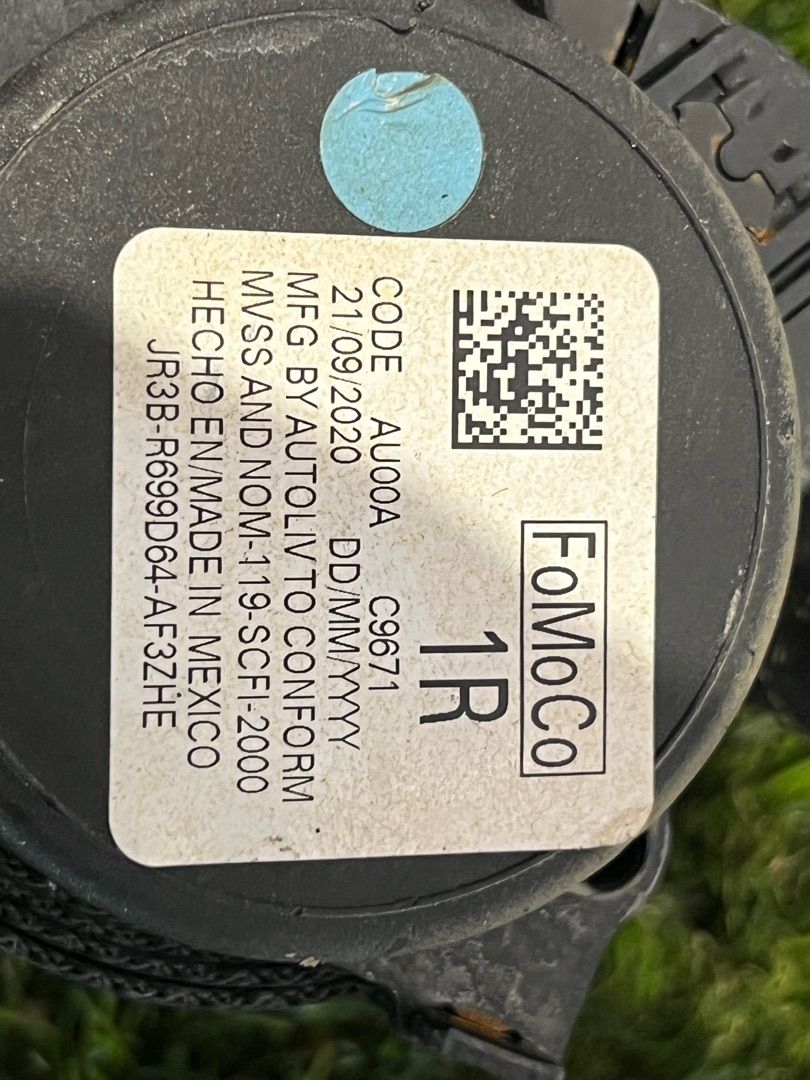 FoMoCo
1R
CODE AU00A C9671
21/09/2020 DD/MM/YYYY
MFG BY AUTOLIV TO CONFORM
MVSS AND NOM-119-SCFI-2000
HECHO EN/MADE IN MEXICO
JR3B-R699D64-AF3ZHE